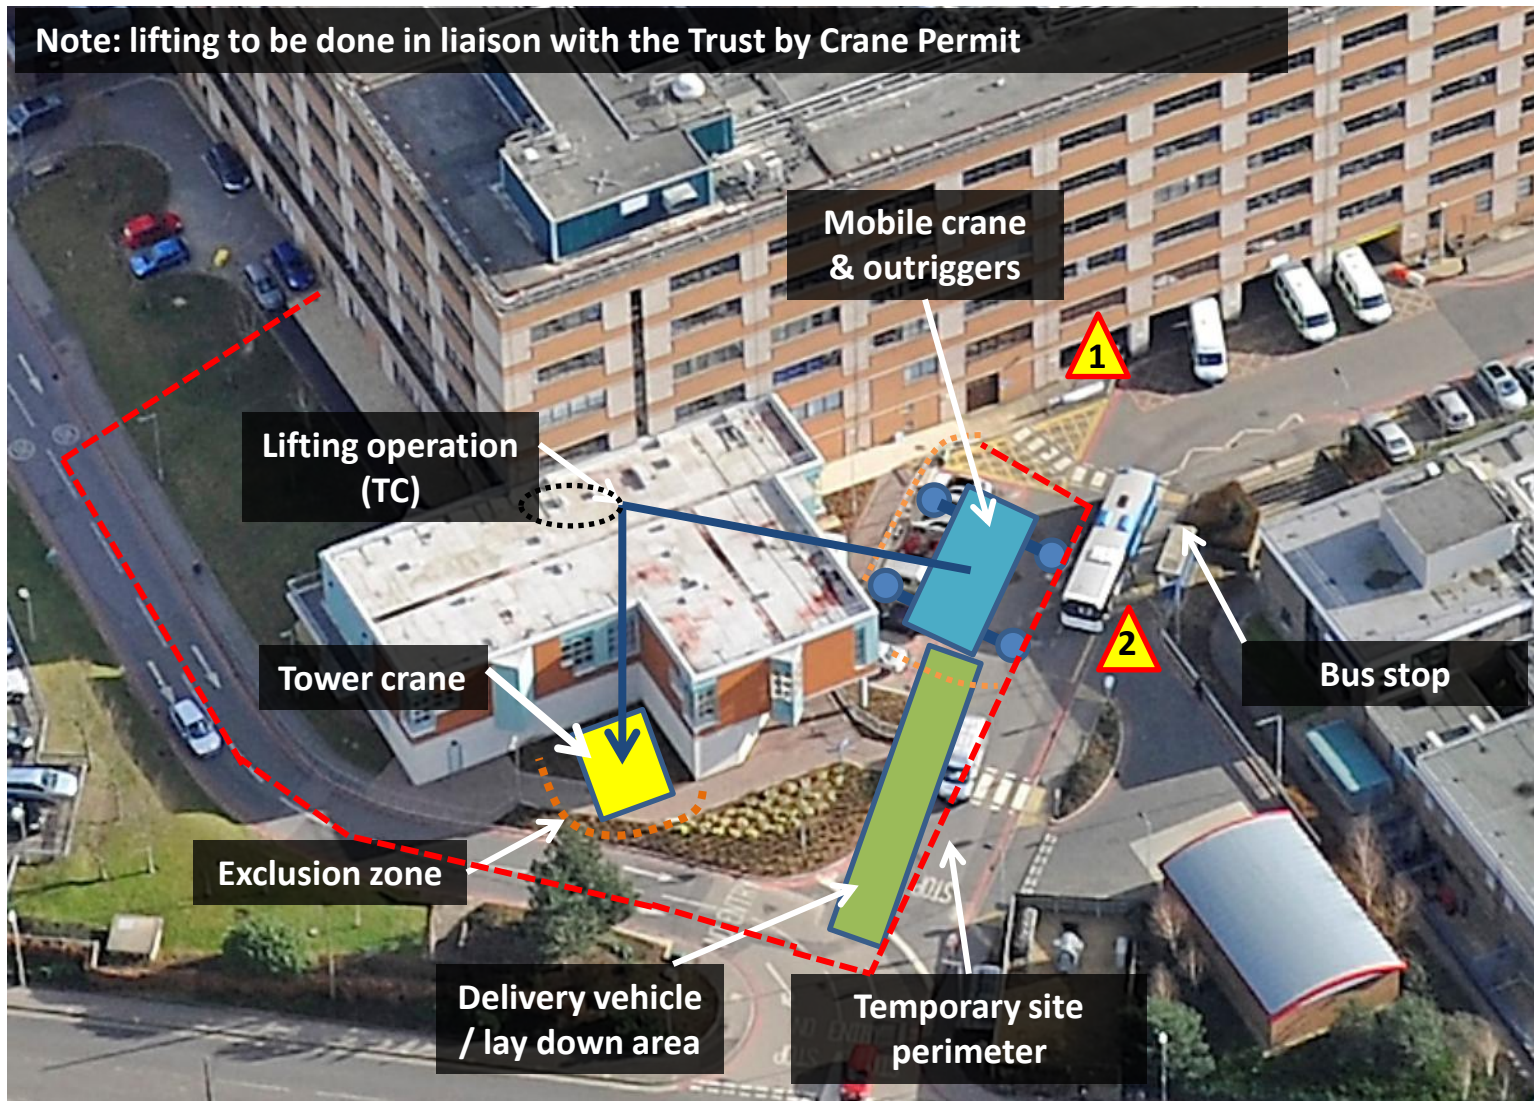 Note: lifting to be done in liaison with the Trust by Crane Permit
Mobile crane
& outriggers
1
Lifting operation
(TC)
2
Tower crane
Bus stop
Exclusion zone
STOP
Delivery vehicle
/ lay down area
Temporary site
perimeter